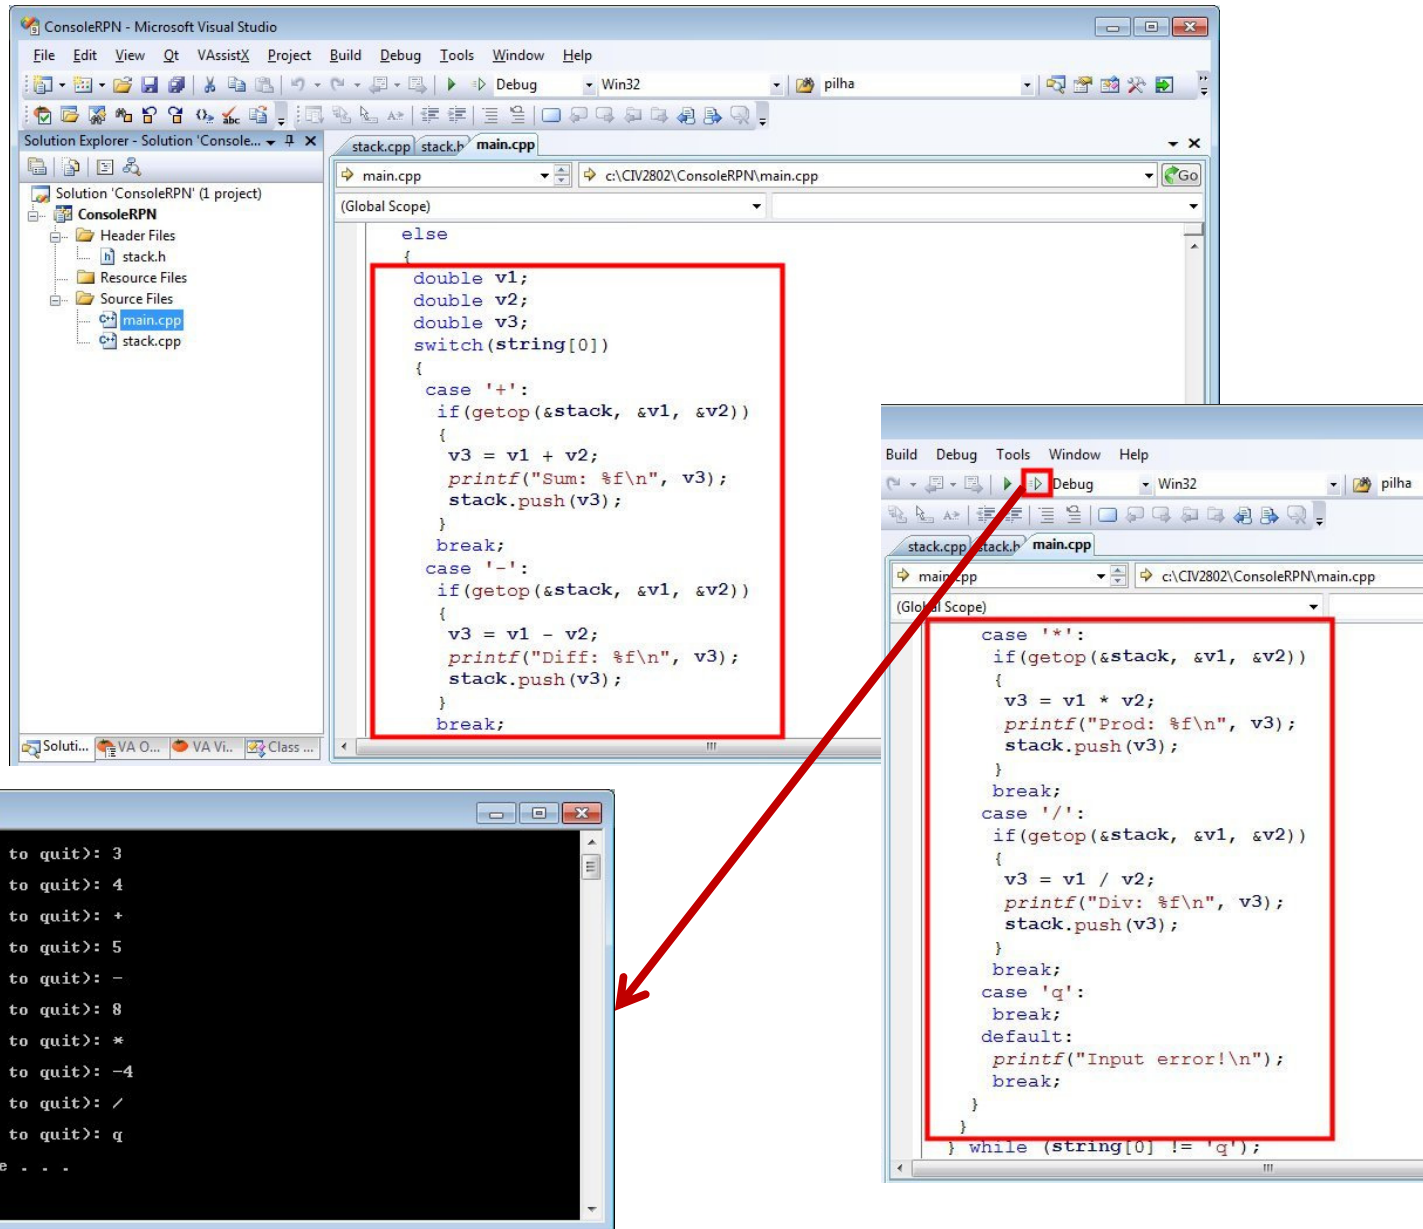 ConsoleRPN - Microsoft Visual Studio
File Edit View Qt VAssistX Project Build Debug Tools Window Help
Debug Win32 pilha
Solution Explorer - Solution 'Console...
Solution 'ConsoleRPN' (1 project)
ConsoleRPN
Header Files
stack.h
Resource Files
Source Files
main.cpp
stack.cpp
Soluti... VA O... VA Vi... Class ...
stack.cpp stack.h main.cpp
main.cpp c:\CIV2802\ConsoleRPN\main.cpp Go
(Global Scope)
else
{
double v1;
double v2;
double v3;
switch(string[0])
{
case '+':
if(getop(&stack, &v1, &v2))
{
v3 = v1 + v2;
printf("Sum: %f\n", v3);
stack.push(v3);
}
break;
case '-':
if(getop(&stack, &v1, &v2))
{
v3 = v1 - v2;
printf("Diff: %f\n", v3);
stack.push(v3);
}
break;
Build Debug Tools Window Help
Debug Win32 pilha
stack.cpp stack.h main.cpp
main.cpp c:\CIV2802\ConsoleRPN\main.cpp
(Global Scope)
case '*':
if(getop(&stack, &v1, &v2))
{
v3 = v1 * v2;
printf("Prod: %f\n", v3);
stack.push(v3);
}
break;
case '/':
if(getop(&stack, &v1, &v2))
{
v3 = v1 / v2;
printf("Div: %f\n", v3);
stack.push(v3);
}
break;
case 'q':
break;
default:
printf("Input error!\n");
break;
}
}
} while (string[0] != 'q');
to quit): 3
to quit): 4
to quit): +
to quit): 5
to quit): -
to quit): 8
to quit): *
to quit): -4
to quit): /
to quit): q
e . . .